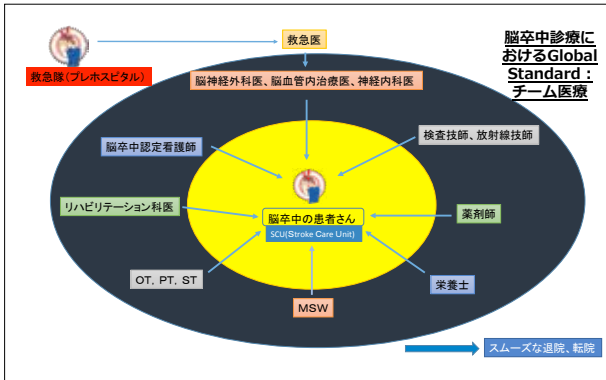 救急医
脳卒中診療に
おけるGlobal
Standard：
チーム医療
救急隊（プレホスピタル）
脳神経外科医、脳血管内治療医、神経内科医
検査技師、放射線技師
脳卒中認定看護師
リハビリテーション科医
脳卒中の患者さん
SCU(Stroke Care Unit)
薬剤師
OT，PT，ST
栄養士
MSW
スムーズな退院、転院